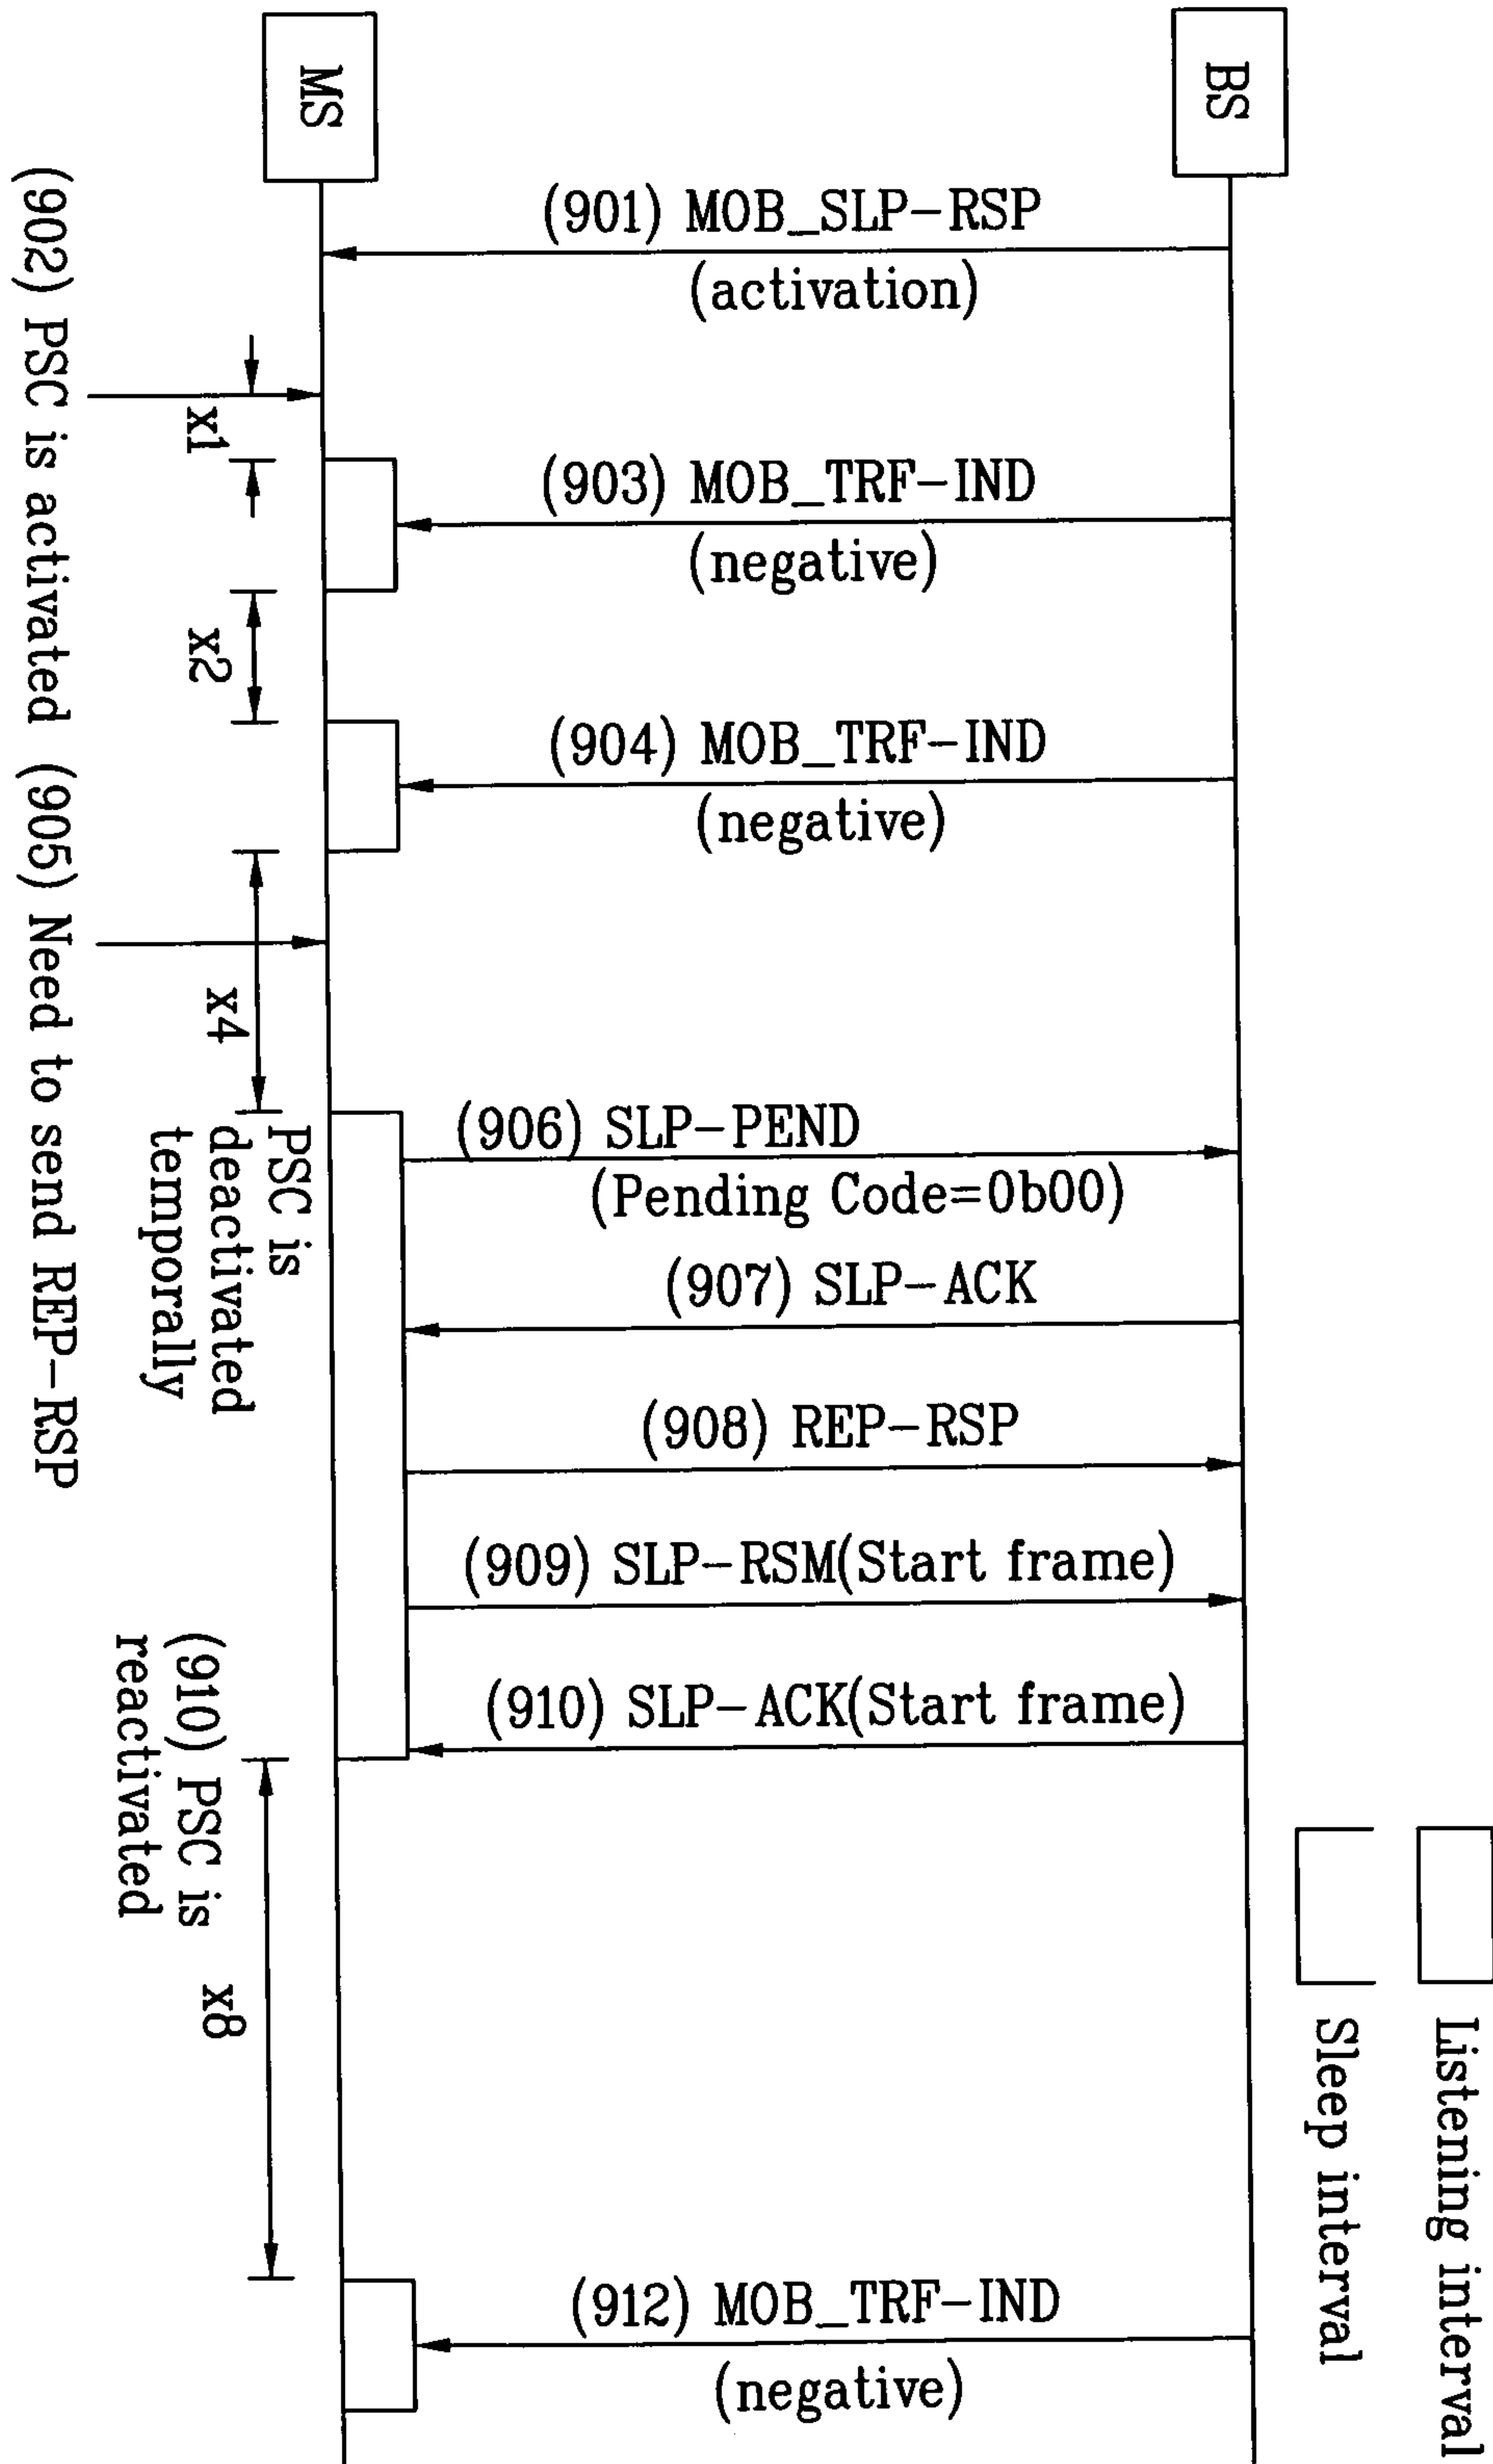 MS
BS
(901) MOB_SLP-RSP
(activation)
(902) PSC is activated
x1
(903) MOB_TRF-IND
(negative)
x2
(904) MOB_TRF-IND
(negative)
(905) Need to send REP-RSP
x4
PSC is
deactivated
temporally
(906) SLP-PEND
(Pending Code=0b00)
(907) SLP-ACK
(908) REP-RSP
(909) SLP-RSM(Start frame)
(910) SLP-ACK(Start frame)
(910) PSC is
reactivated
x8
(912) MOB_TRF-IND
(negative)
Listening interval
Sleep interval